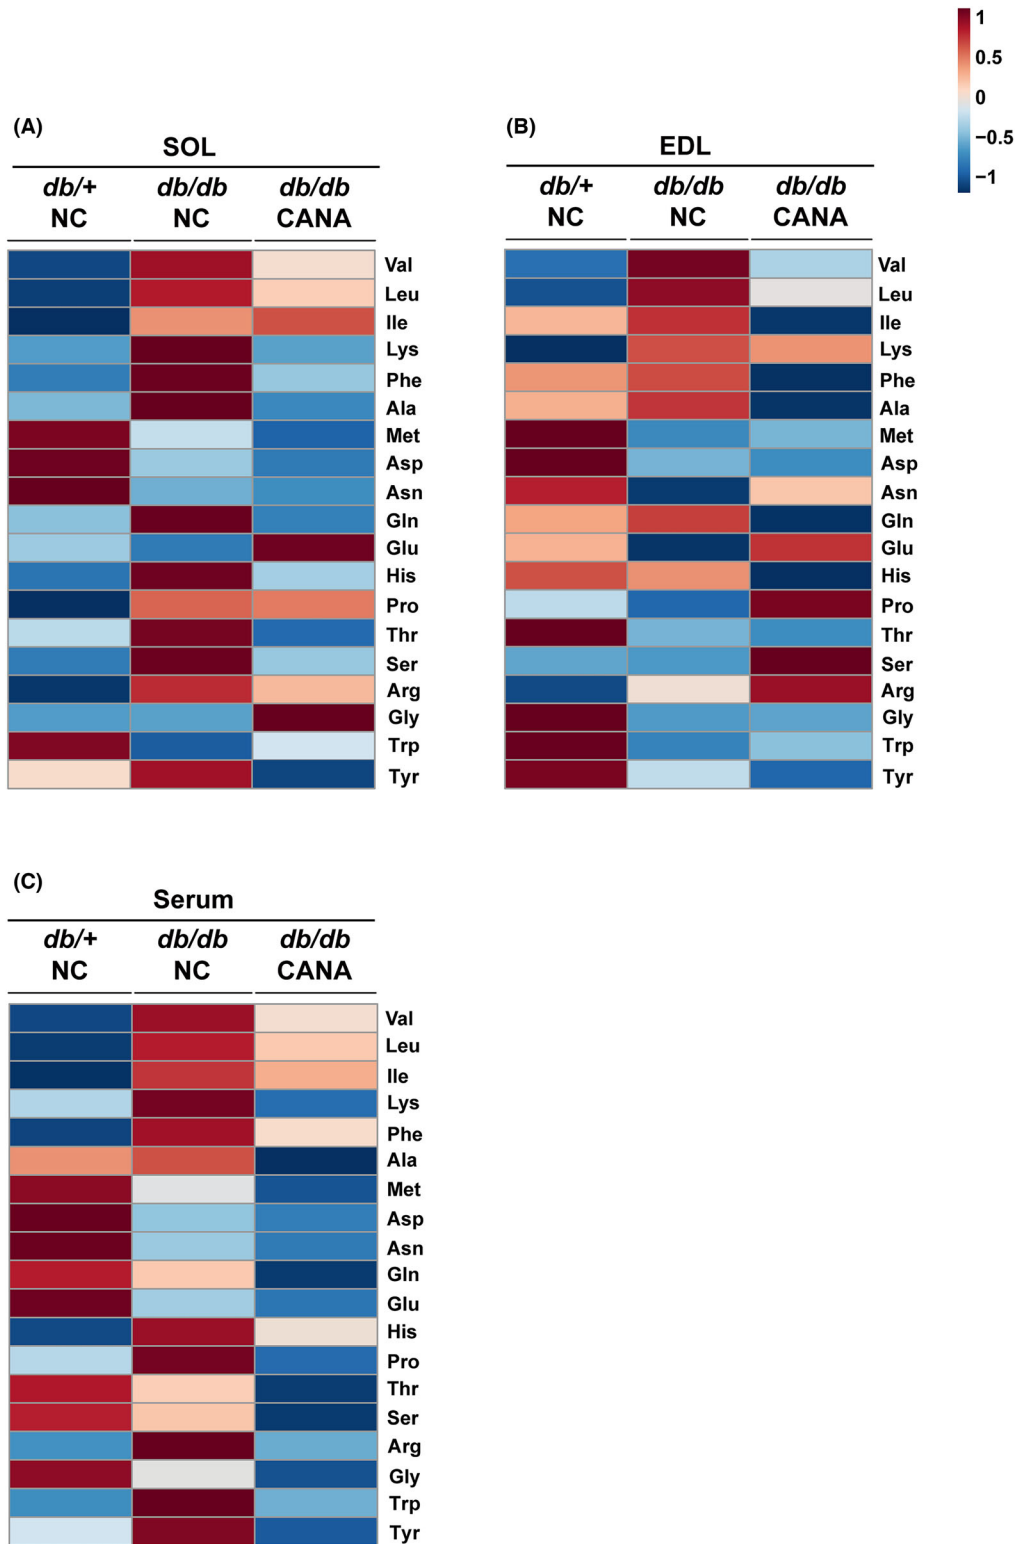 1
0.5
0
−0.5
−1
(A)
SOL
db/+ db/db db/db
NC NC CANA
Val
Leu
Ile
Lys
Phe
Ala
Met
Asp
Asn
Gln
Glu
His
Pro
Thr
Ser
Arg
Gly
Trp
Tyr
(B)
EDL
db/+ db/db db/db
NC NC CANA
Val
Leu
Ile
Lys
Phe
Ala
Met
Asp
Asn
Gln
Glu
His
Pro
Thr
Ser
Arg
Gly
Trp
Tyr
(C)
Serum
db/+ db/db db/db
NC NC CANA
Val
Leu
Ile
Lys
Phe
Ala
Met
Asp
Asn
Gln
Glu
His
Pro
Thr
Ser
Arg
Gly
Trp
Tyr